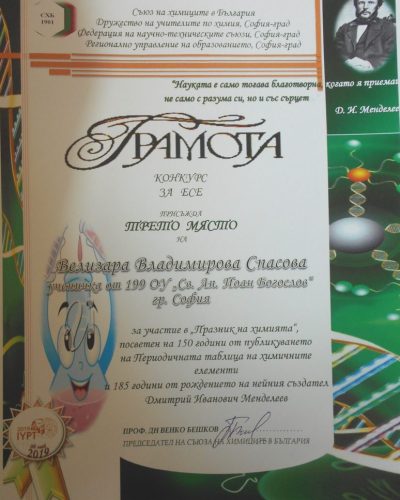 СХБ
1901
Съюз на химиците в България
Дружество на учителите по химия, София-град
Федерация на научно-техническите съюзи, София-град
Регионално управление на образованието, София-град
"Науката е само тогава благотворна, когато я приемат
не само с разума си, но и със сърцет
Д. И. Менделеев
ГРАМОТА
КОНКУРС
ЗА ЕСЕ
ПРИСЪЖДА
ТРЕТО МЯСТО
НА
Велизара Владимирова Спасова
ученичка от 199 ОУ „Св. Ап. Йоан Богослов"
гр. София
за участие в „Празник на химията",
посветен на 150 години от публикуването
на Периодичната таблица на химичните
елементи
и 185 години от рождението на нейния създател
Дмитрий Иванович Менделеев
2019
IYPT
2019
ПРОФ. ДН ВЕНКО БЕШКОВ
ПРЕДСЕДАТЕЛ НА СЪЮЗА НА ХИМИЦИТЕ В БЪЛГАРИЯ